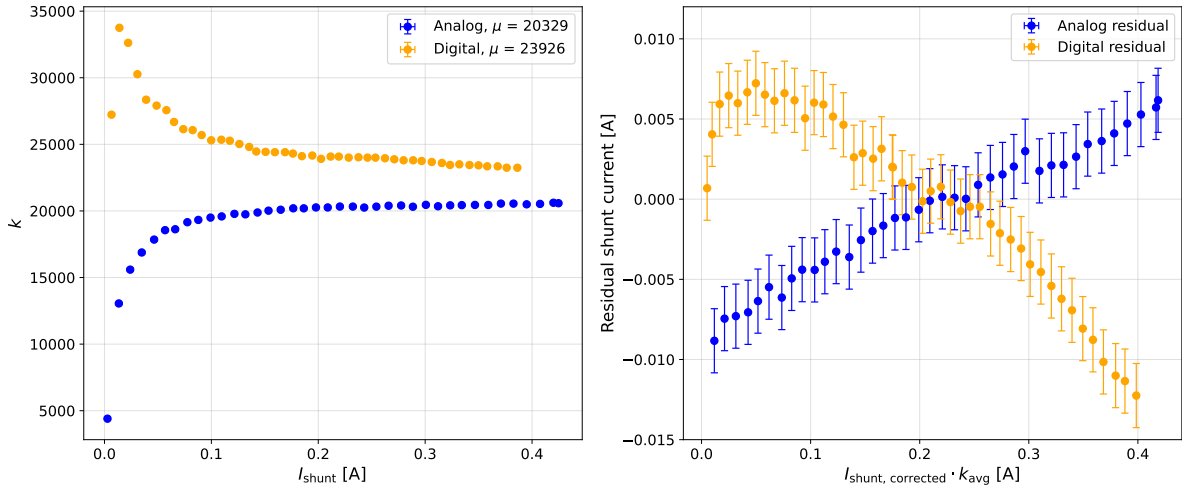 35000
30000
25000
20000
15000
10000
5000
k
0.0 0.1 0.2 0.3 0.4
I_shunt [A]
Analog, μ = 20329
Digital, μ = 23926
0.010
0.005
0.000
−0.005
−0.010
−0.015
Residual shunt current [A]
0.0 0.1 0.2 0.3 0.4
I_shunt, corrected · k_avg [A]
Analog residual
Digital residual